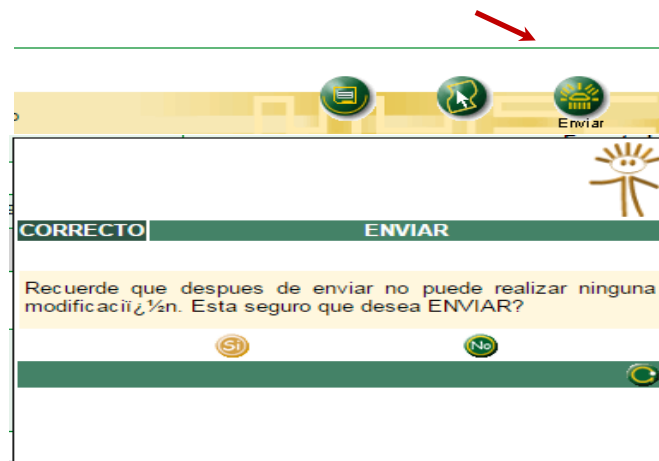 Enviar
CORRECTO ENVIAR
Recuerde que despues de enviar no puede realizar ninguna
modificaciï¿½n. Esta seguro que desea ENVIAR?
Si No